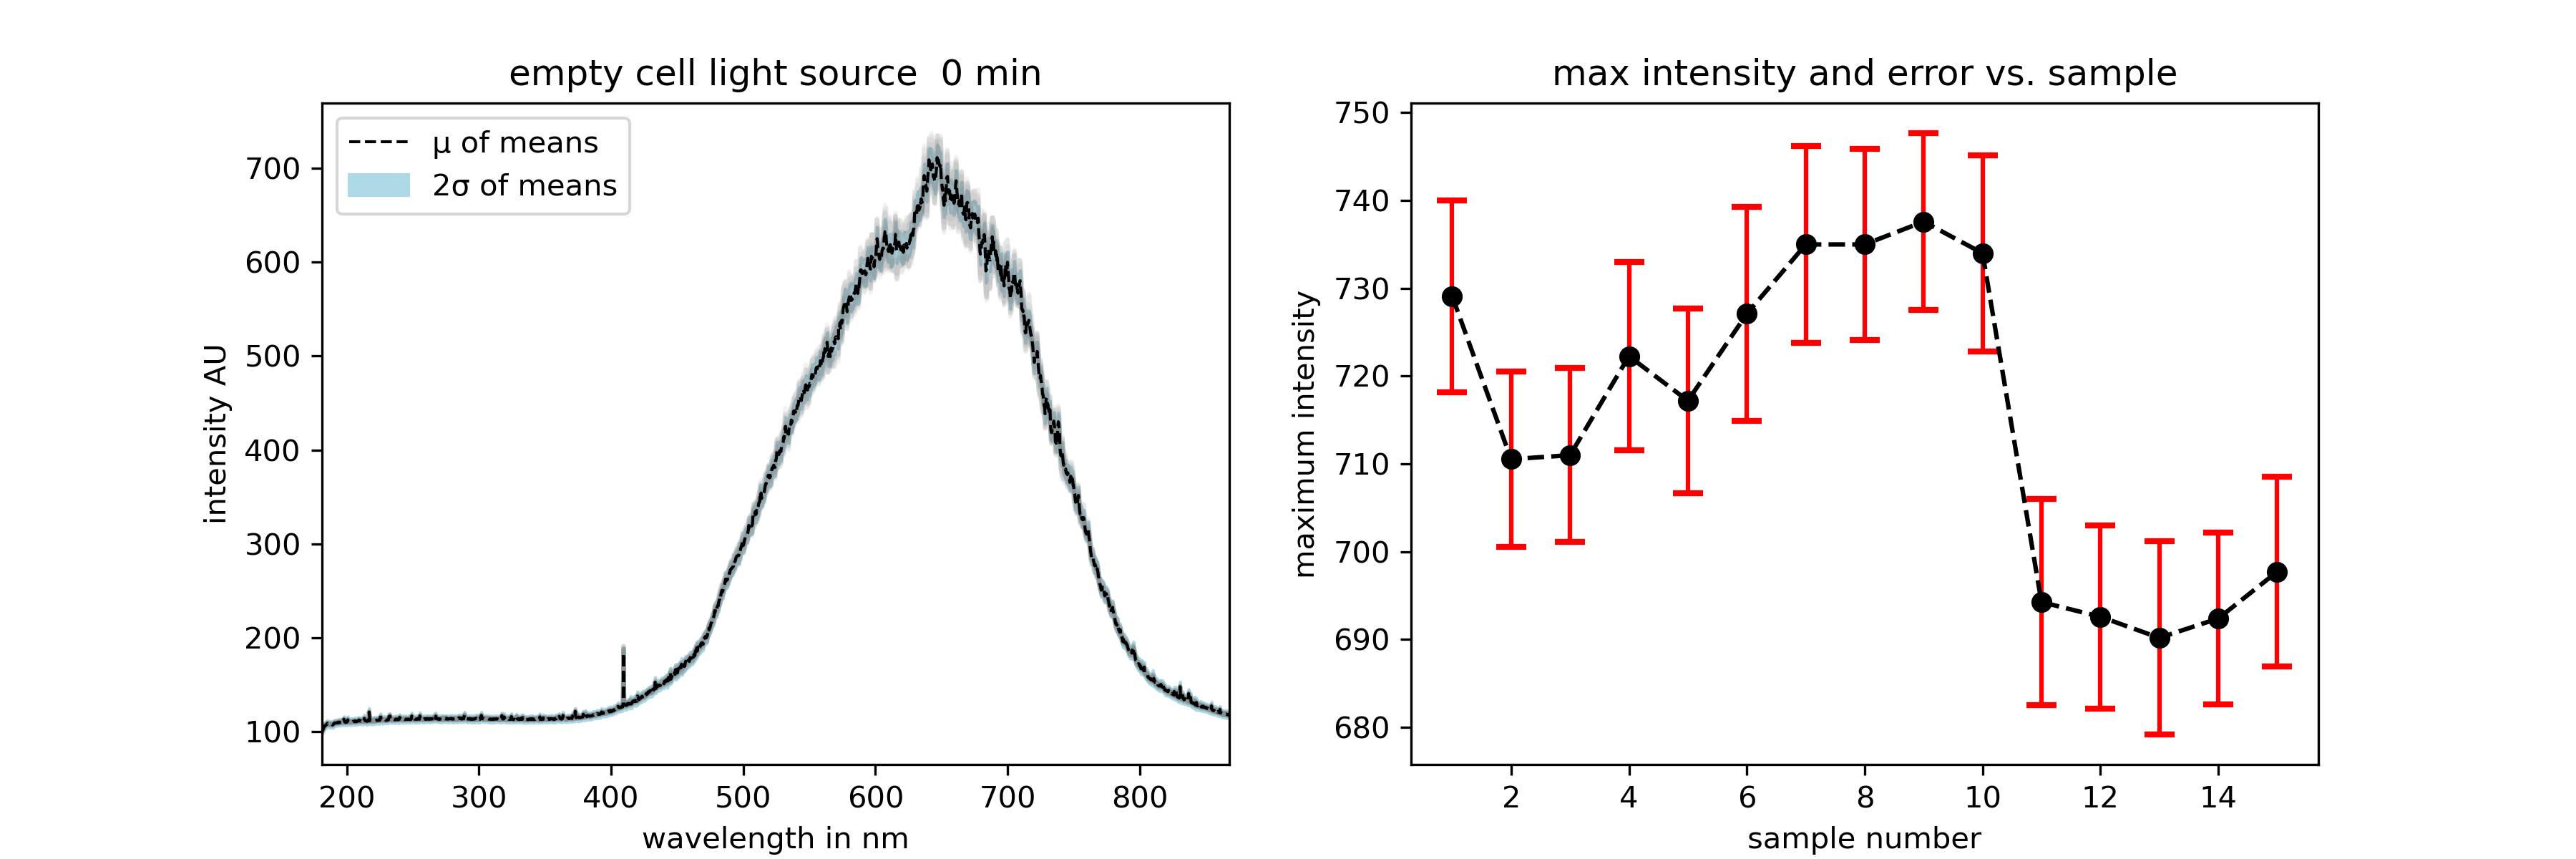 empty cell light source  0 min
μ of means
2σ of means
700
600
500
400
300
200
100
intensity AU
200 300 400 500 600 700 800
wavelength in nm
max intensity and error vs. sample
750
740
730
720
710
700
690
680
maximum intensity
2 4 6 8 10 12 14
sample number